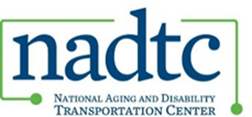 nadtc
NATIONAL AGING AND DISABILITY
TRANSPORTATION CENTER